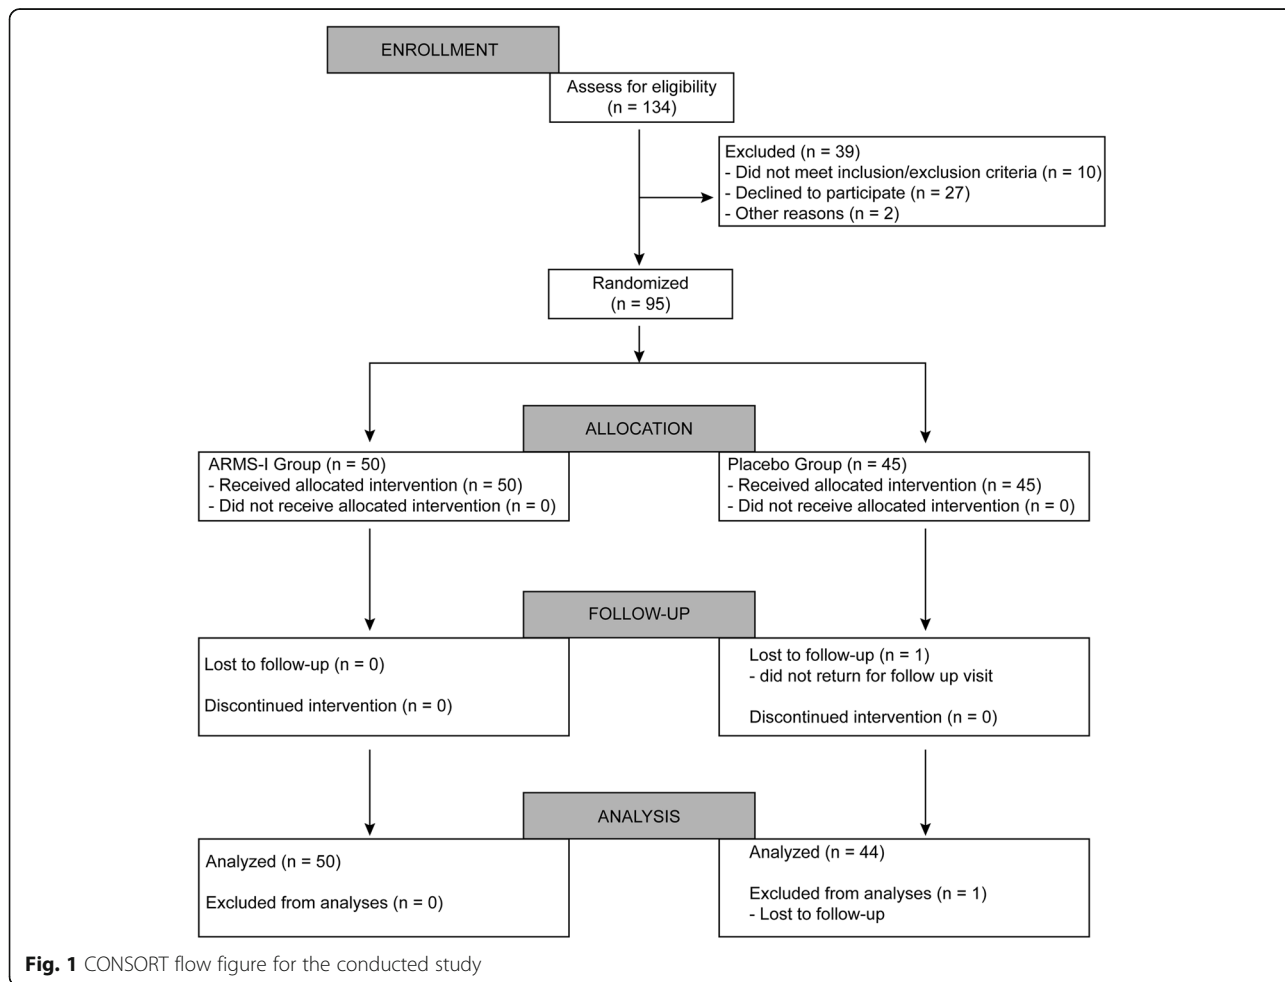 ENROLLMENT
Assess for eligibility
(n = 134)
Excluded (n = 39)
- Did not meet inclusion/exclusion criteria (n = 10)
- Declined to participate (n = 27)
- Other reasons (n = 2)
Randomized
(n = 95)
ALLOCATION
ARMS-I Group (n = 50)
- Received allocated intervention (n = 50)
- Did not receive allocated intervention (n = 0)
Placebo Group (n = 45)
- Received allocated intervention (n = 45)
- Did not receive allocated intervention (n = 0)
FOLLOW-UP
Lost to follow-up (n = 0)
Discontinued intervention (n = 0)
Lost to follow-up (n = 1)
- did not return for follow up visit
Discontinued intervention (n = 0)
ANALYSIS
Analyzed (n = 50)
Excluded from analyses (n = 0)
Analyzed (n = 44)
Excluded from analyses (n = 1)
- Lost to follow-up
Fig. 1 CONSORT flow figure for the conducted study